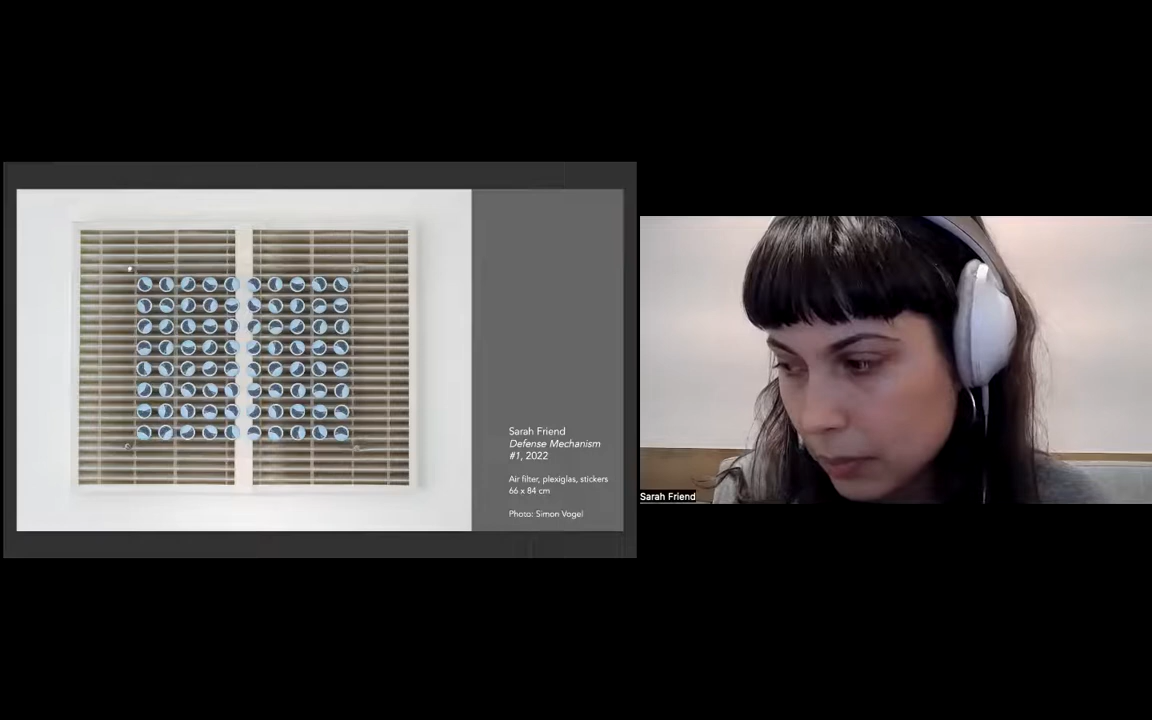 Sarah Friend
Defense Mechanism
#1, 2022
Air filter, plexiglas, stickers
66 x 84 cm
Photo: Simon Vogel
Sarah Friend